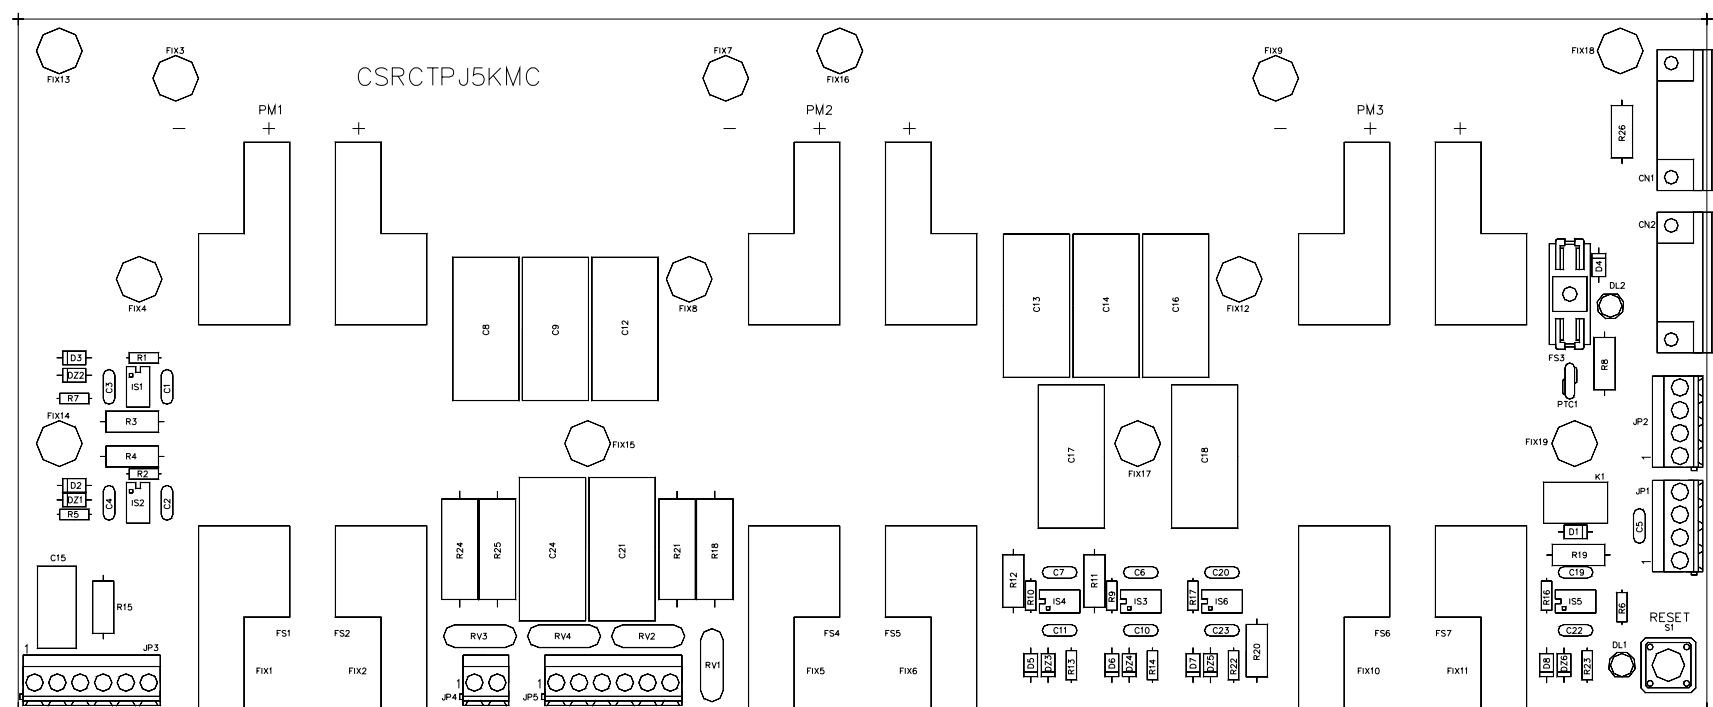 FIX3
FIX7
FIX9
FIX18
FIX13
FIX16
CSRCTPJ5KMC
PM1
PM2
PM3
− + +
− + +
− + +
R26
CN1
CN2
D4
DL2
FIX4
FIX8
FIX12
C8
C9
C12
C13
C14
C16
FS3
R8
D3
R1
DZ2
C3
IS1
C1
R7
PTC1
FIX14
R3
FIX15
JP2
FIX19
R4
C17
FIX17
C18
1
R2
K1
D2
DZ1
C4
IS2
C2
R5
JP1
C5
D1
R24
R25
C24
C21
R21
R18
C15
R19
1
R12
C7
R11
C6
C20
C19
R15
R10
IS4
R9
IS3
R17
IS6
R16
IS5
R6
RESET
S1
FS1
FS2
RV3
RV4
RV2
FS4
FS5
C11
C10
C23
FS6
FS7
C22
1
JP3
RV1
R20
DL1
FIX1
FIX2
FIX5
FIX6
D5
DZ3
R13
D6
DZ4
R14
D7
DZ5
R22
FIX10
FIX11
D8
DZ6
R23
1
JP4
1
JP5